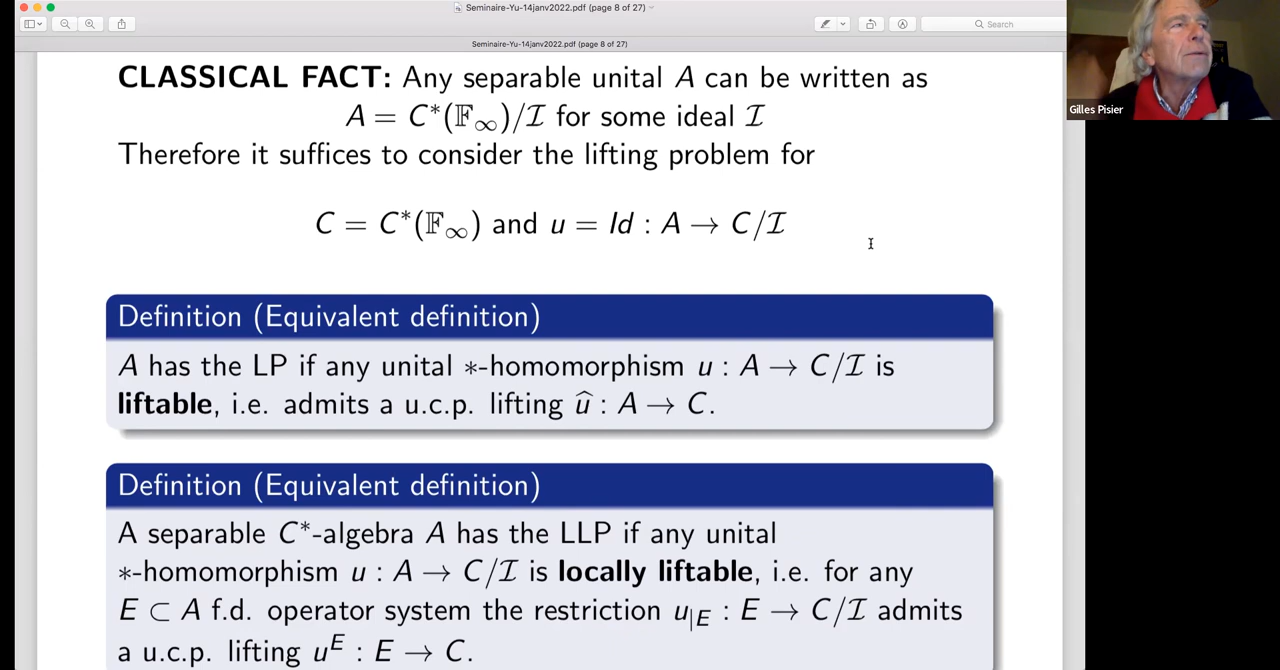 Seminaire-Yu-14janv2022.pdf (page 8 of 27)
Search
Seminaire-Yu-14janv2022.pdf (page 8 of 27)
Gilles Pisier
CLASSICAL FACT: Any separable unital A can be written as
A = C*(𝔽∞)/ℐ for some ideal ℐ
Therefore it suffices to consider the lifting problem for
C = C*(𝔽∞) and u = Id : A → C/ℐ
Definition (Equivalent definition)
A has the LP if any unital ∗-homomorphism u : A → C/ℐ is
liftable, i.e. admits a u.c.p. lifting û : A → C.
Definition (Equivalent definition)
A separable C*-algebra A has the LLP if any unital
∗-homomorphism u : A → C/ℐ is locally liftable, i.e. for any
E ⊂ A f.d. operator system the restriction u|E : E → C/ℐ admits
a u.c.p. lifting uᴱ : E → C.